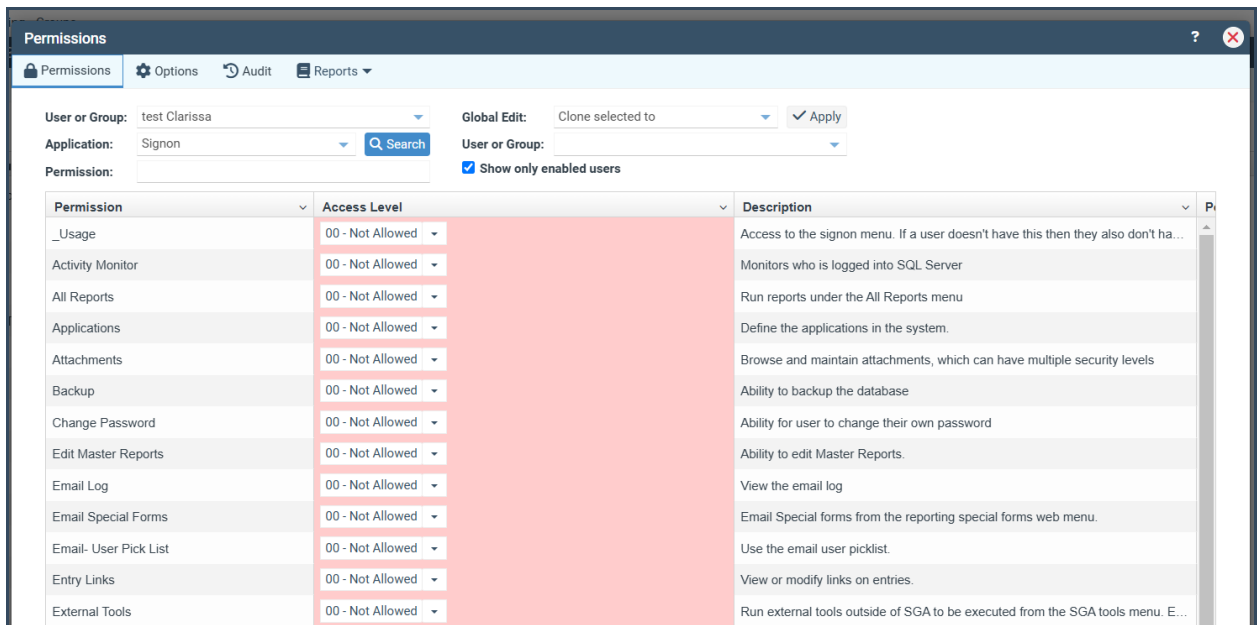 Permissions ?
Permissions Options Audit Reports
User or Group: test Clarissa Global Edit: Clone selected to Apply
Application: Signon Search User or Group:
Permission: Show only enabled users
Permission Access Level Description
_Usage 00 - Not Allowed Access to the signon menu. If a user doesn't have this then they also don't ha...
Activity Monitor 00 - Not Allowed Monitors who is logged into SQL Server
All Reports 00 - Not Allowed Run reports under the All Reports menu
Applications 00 - Not Allowed Define the applications in the system.
Attachments 00 - Not Allowed Browse and maintain attachments, which can have multiple security levels
Backup 00 - Not Allowed Ability to backup the database
Change Password 00 - Not Allowed Ability for user to change their own password
Edit Master Reports 00 - Not Allowed Ability to edit Master Reports.
Email Log 00 - Not Allowed View the email log
Email Special Forms 00 - Not Allowed Email Special forms from the reporting special forms web menu.
Email- User Pick List 00 - Not Allowed Use the email user picklist.
Entry Links 00 - Not Allowed View or modify links on entries.
External Tools 00 - Not Allowed Run external tools outside of SGA to be executed from the SGA tools menu. E...